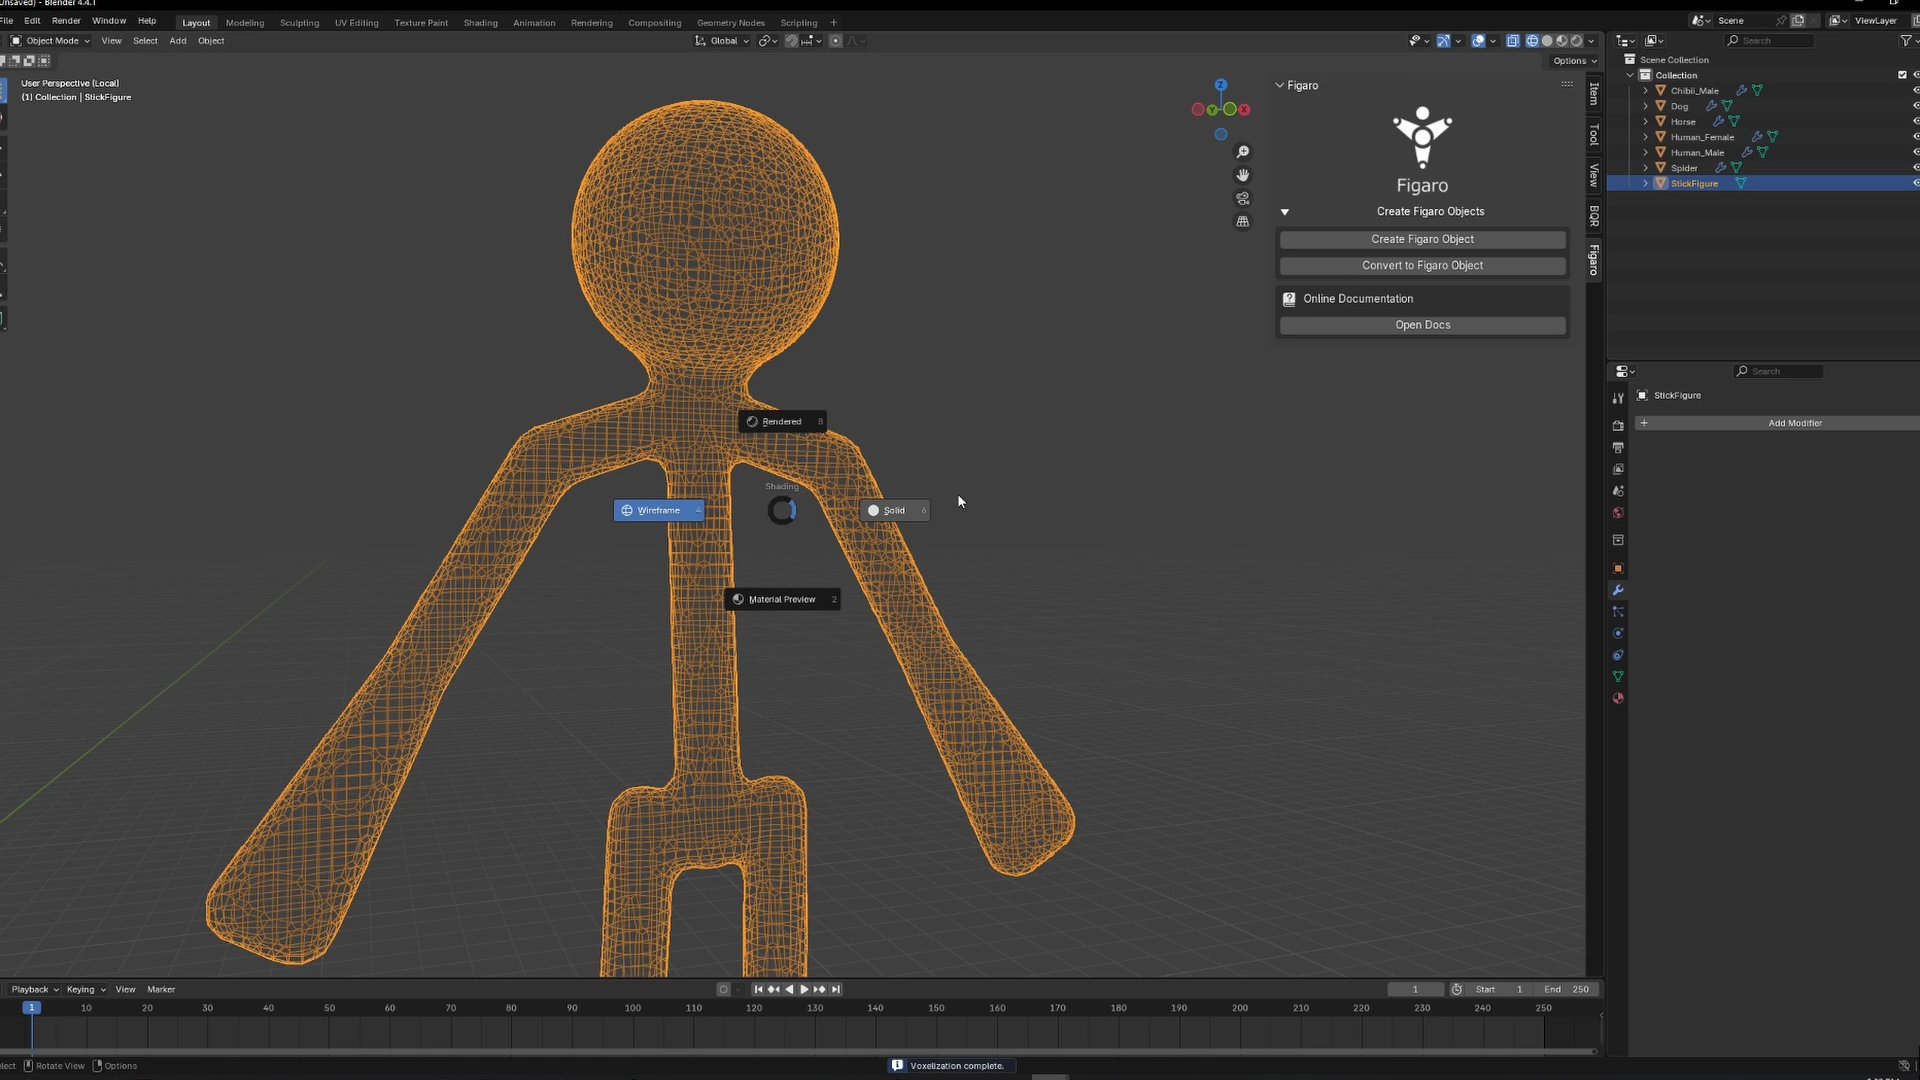 (Unsaved) - Blender 4.4.1
File Edit Render Window Help Layout Modeling Sculpting UV Editing Texture Paint Shading Animation Rendering Compositing Geometry Nodes Scripting + Scene ViewLayer
Object Mode View Select Add Object Global Search
Options
User Perspective (Local)
(1) Collection | StickFigure
Z
Y X
Figaro
Figaro
Create Figaro Objects
Create Figaro Object
Convert to Figaro Object
Online Documentation
Open Docs
Item
Tool
View
BQR
Figaro
Scene Collection
Collection
Chibli_Male
Dog
Horse
Human_Female
Human_Male
Spider
StickFigure
Search
StickFigure
+ Add Modifier
Rendered 8
Shading
Wireframe 4
Solid 6
Material Preview 2
Playback Keying View Marker 1 Start 1 End 250
1 10 20 30 40 50 60 70 80 90 100 110 120 130 140 150 160 170 180 190 200 210 220 230 240 250
Select Rotate View Options Voxelization complete.